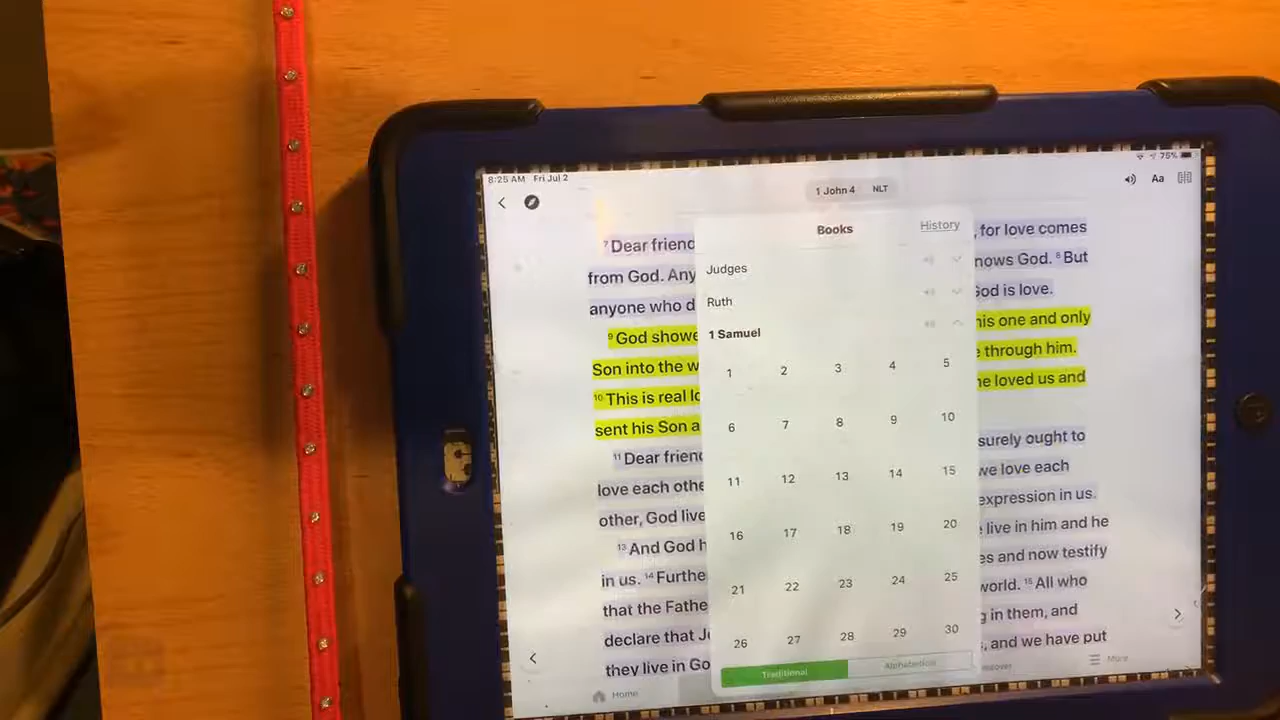 8:25 AM Fri Jul 2
75%
1 John 4 NLT
Aa
Books
History
Judges
Ruth
1 Samuel
1 2 3 4 5
6 7 8 9 10
11 12 13 14 15
16 17 18 19 20
21 22 23 24 25
26 27 28 29 30
Traditional Alphabetical
7 Dear friend , for love comes
from God. Any nows God. 8 But
anyone who d God is love.
9 God showe his one and only
Son into the w e through him.
10 This is real lo he loved us and
sent his Son a
11 Dear frien surely ought to
love each othe we love each
other, God live expression in us.
13 And God h live in him and he
in us. 14 Furthe es and now testify
that the Fathe world. 15 All who
declare that J g in them, and
they live in Go , and we have put
Home
More